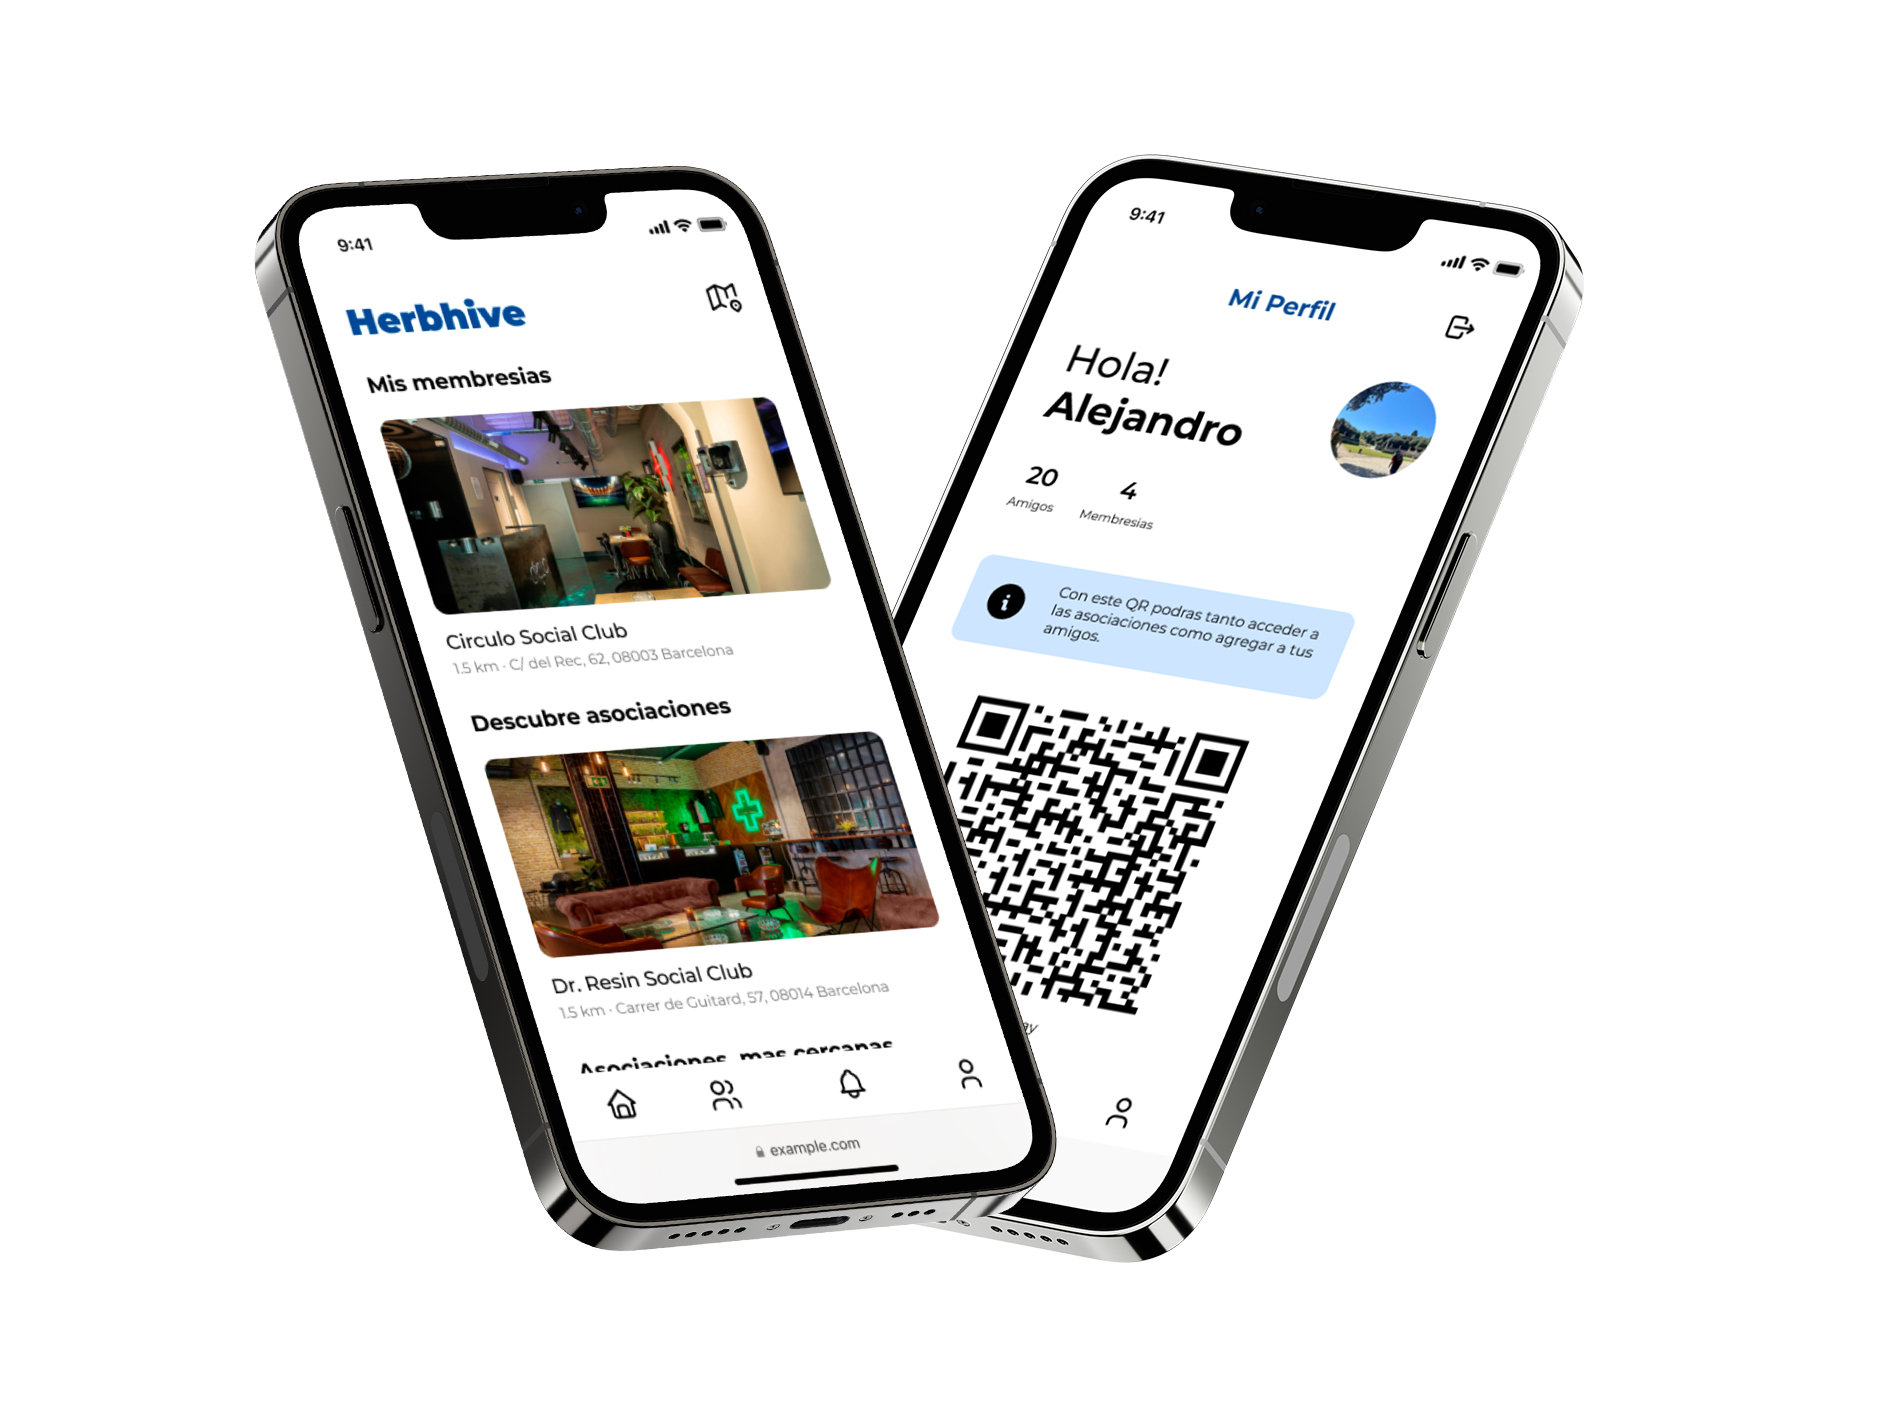 9:41
Herbhive
Mis membresias
Circulo Social Club
1.5 km · C/ del Rec, 62, 08003 Barcelona
Descubre asociaciones
Dr. Resin Social Club
1.5 km · Carrer de Guitard, 57, 08014 Barcelona
Asociaciones mas cercanas
example.com
9:41
Mi Perfil
Hola!
Alejandro
20
Amigos
4
Membresias
Con este QR podras tanto acceder a
las asociaciones como agregar a tus
amigos.